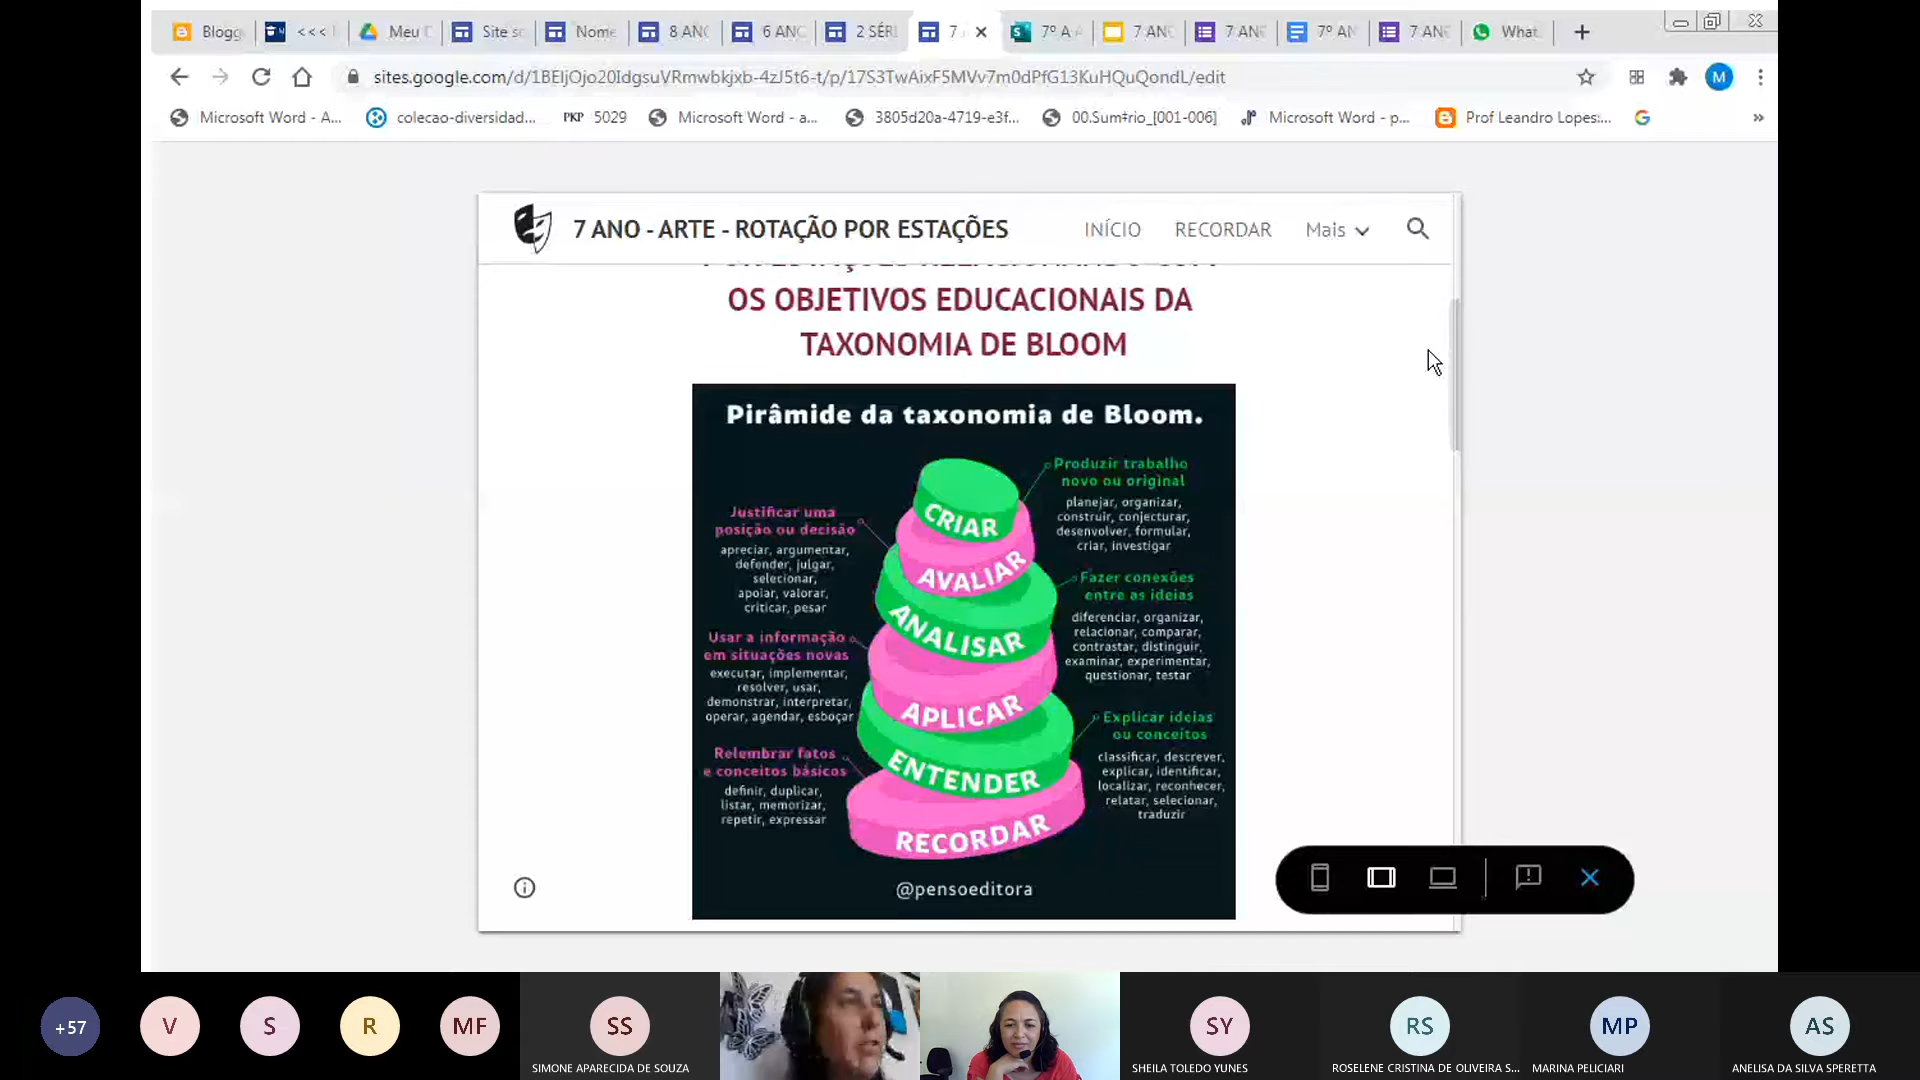 Blogg
<<<
Meu
Site s
Nome
8 AN
6 ANC
2 SÉRI
7
7º A A
7 AN
7 AN
7º AN
7 AN
What
sites.google.com/d/1BEljOjo20IdgsuVRmwbkjxb-4zJ5t6-t/p/17S3TwAixF5MVv7m0dPfG13KuHQuQondL/edit
M
Microsoft Word - A...
colecao-diversidad...
PKP 5029
Microsoft Word - a...
3805d20a-4719-e3f...
00.Sum‡rio_[001-006]
Microsoft Word - p...
Prof Leandro Lopes:...
»
7 ANO - ARTE - ROTAÇÃO POR ESTAÇÕES
INÍCIO
RECORDAR
Mais
OS OBJETIVOS EDUCACIONAIS DA
TAXONOMIA DE BLOOM
Pirâmide da taxonomia de Bloom.
Produzir trabalho
novo ou original
planejar, organizar,
construir, conjecturar,
desenvolver, formular,
criar, investigar
CRIAR
Justificar uma
posição ou decisão
apreciar, argumentar,
defender, julgar,
selecionar,
apoiar, valorar,
criticar, pesar
AVALIAR
Fazer conexões
entre as ideias
diferenciar, organizar,
relacionar, comparar,
contrastar, distinguir,
examinar, experimentar,
questionar, testar
ANALISAR
Usar a informação
em situações novas
executar, implementar,
resolver, usar,
demonstrar, interpretar,
operar, agendar, esboçar
APLICAR
Explicar ideias
ou conceitos
classificar, descrever,
explicar, identificar,
localizar, reconhecer,
relatar, selecionar,
traduzir
ENTENDER
Relembrar fatos
e conceitos básicos
definir, duplicar,
listar, memorizar,
repetir, expressar
RECORDAR
@pensoeditora
+57
V
S
R
MF
SS
SIMONE APARECIDA DE SOUZA
SY
SHEILA TOLEDO YUNES
RS
ROSELENE CRISTINA DE OLIVEIRA S...
MP
MARINA PELICIARI
AS
ANELISA DA SILVA SPERETTA